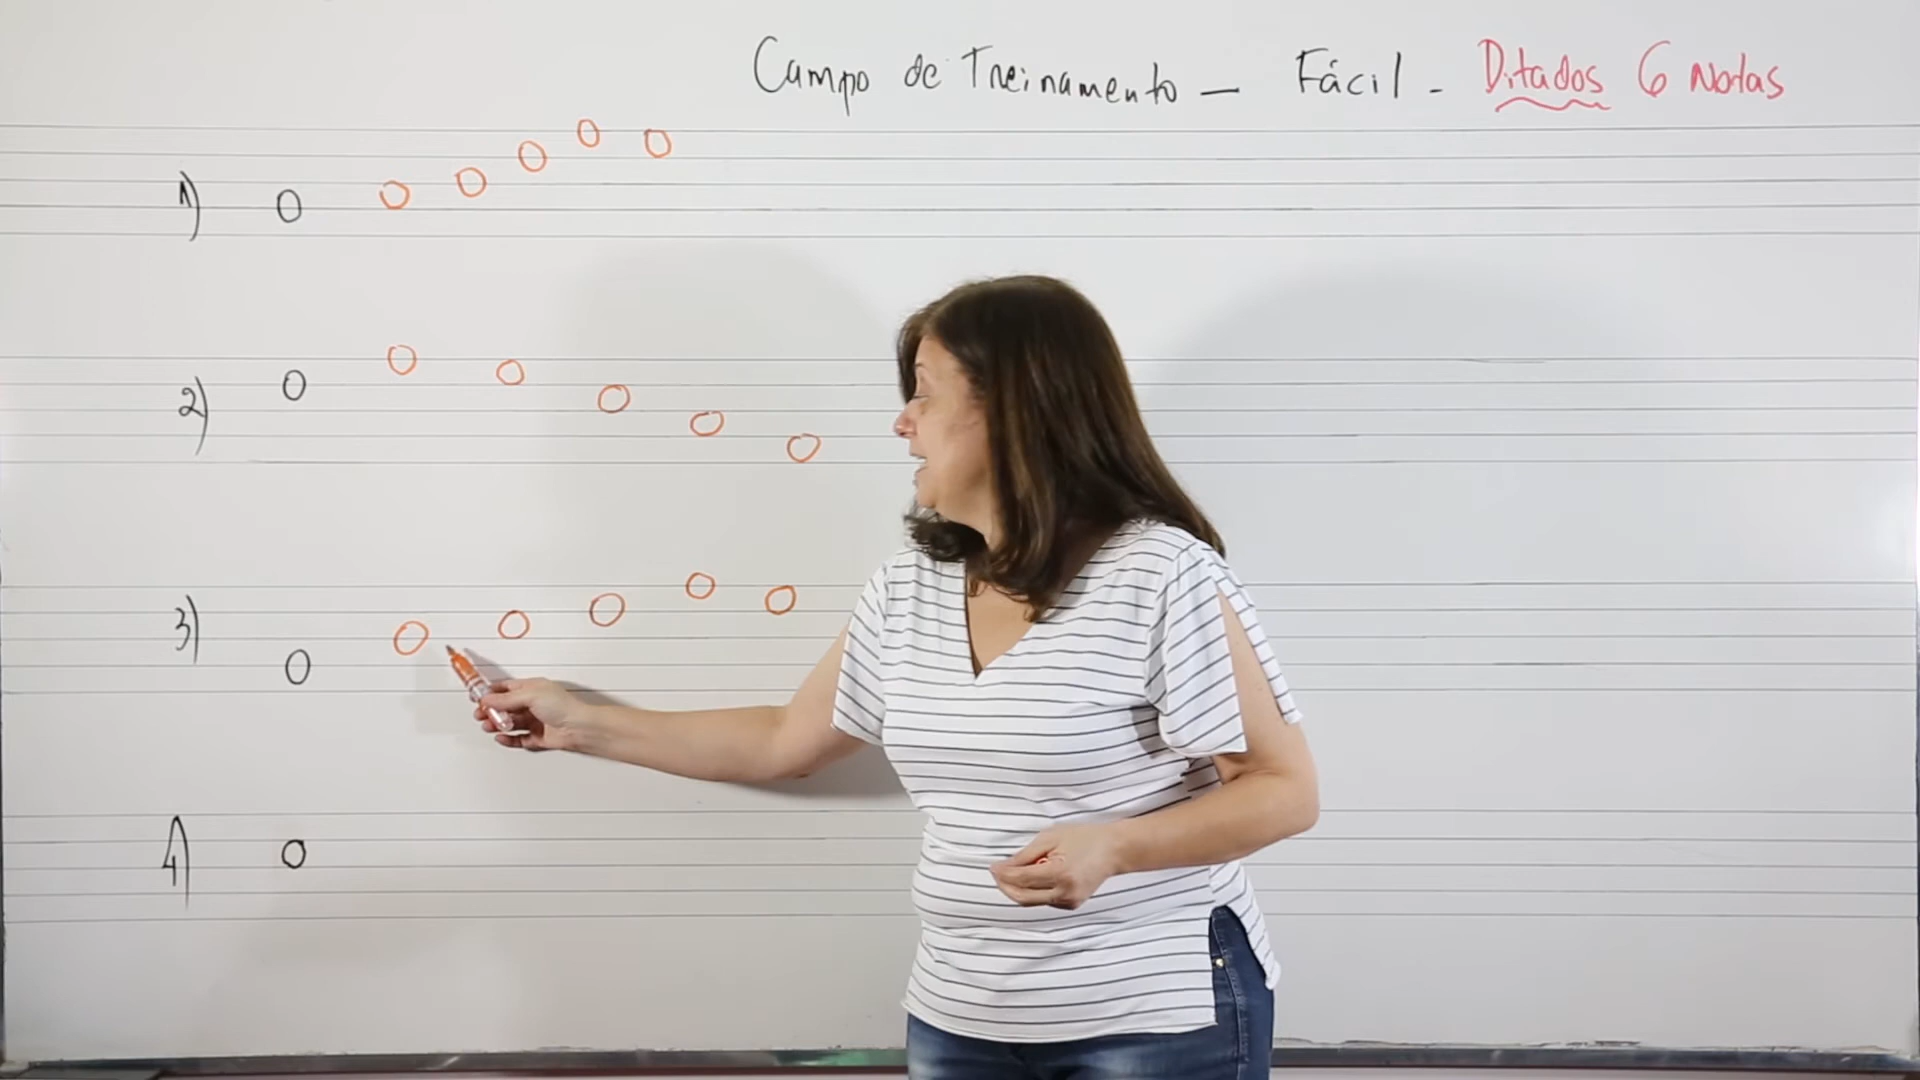 Campo de Treinamento – Fácil - Ditados 6 Notas
1)
2)
3)
4)